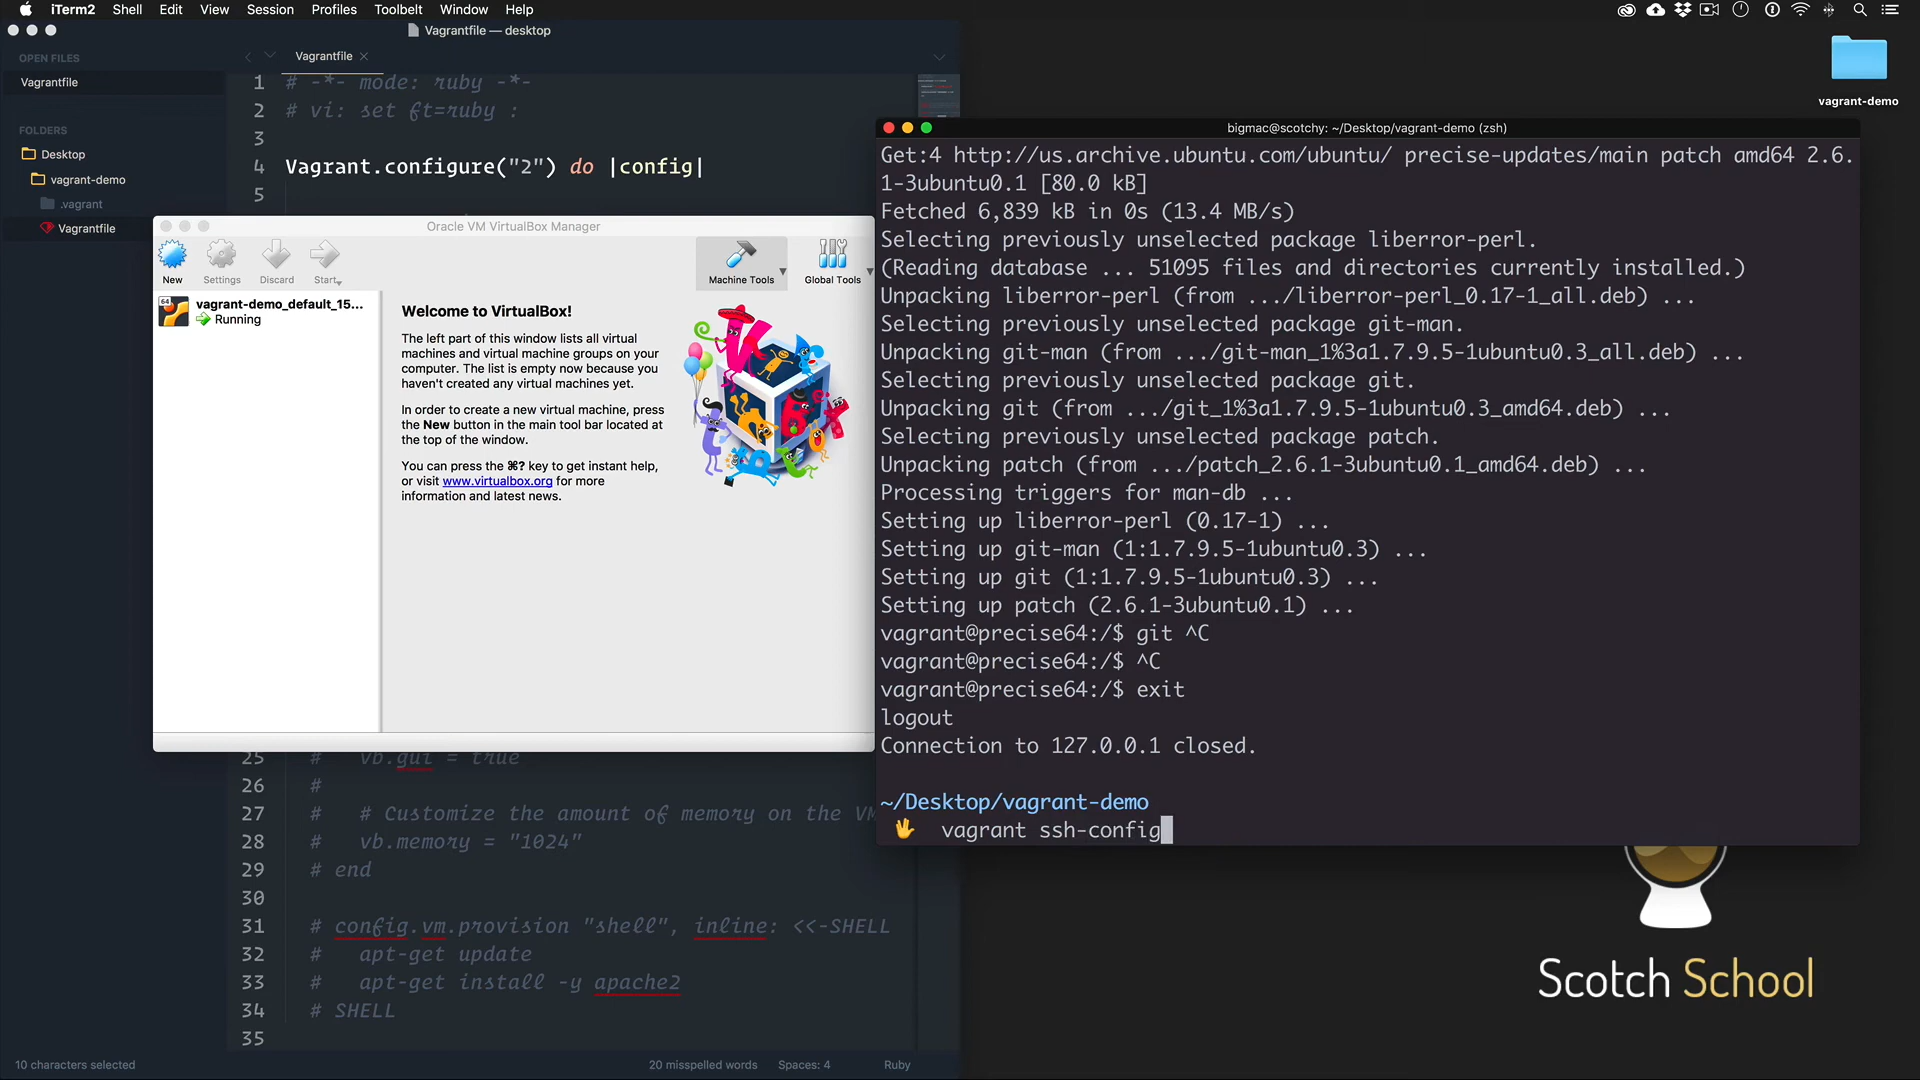 iTerm2 Shell Edit View Session Profiles Toolbelt Window Help
Vagrantfile — desktop
OPEN FILES
Vagrantfile
FOLDERS
Desktop
vagrant-demo
.vagrant
Vagrantfile
Vagrantfile
1 # -*- mode: ruby -*-
2 # vi: set ft=ruby :
3
4 Vagrant.configure("2") do |config|
5
Oracle VM VirtualBox Manager
New
Settings
Discard
Start
Machine Tools
Global Tools
64
vagrant-demo_default_15...
Running
Welcome to VirtualBox!
The left part of this window lists all virtual
machines and virtual machine groups on your
computer. The list is empty now because you
haven't created any virtual machines yet.
In order to create a new virtual machine, press
the New button in the main tool bar located at
the top of the window.
You can press the ⌘? key to get instant help,
or visit www.virtualbox.org for more
information and latest news.
25 # vb.gui = true
26 #
27 # # Customize the amount of memory on the VM
28 # vb.memory = "1024"
29 # end
30
31 # config.vm.provision "shell", inline: <<-SHELL
32 # apt-get update
33 # apt-get install -y apache2
34 # SHELL
35
10 characters selected
20 misspelled words
Spaces: 4
Ruby
vagrant-demo
bigmac@scotchy: ~/Desktop/vagrant-demo (zsh)
Get:4 http://us.archive.ubuntu.com/ubuntu/ precise-updates/main patch amd64 2.6.
1-3ubuntu0.1 [80.0 kB]
Fetched 6,839 kB in 0s (13.4 MB/s)
Selecting previously unselected package liberror-perl.
(Reading database ... 51095 files and directories currently installed.)
Unpacking liberror-perl (from .../liberror-perl_0.17-1_all.deb) ...
Selecting previously unselected package git-man.
Unpacking git-man (from .../git-man_1%3a1.7.9.5-1ubuntu0.3_all.deb) ...
Selecting previously unselected package git.
Unpacking git (from .../git_1%3a1.7.9.5-1ubuntu0.3_amd64.deb) ...
Selecting previously unselected package patch.
Unpacking patch (from .../patch_2.6.1-3ubuntu0.1_amd64.deb) ...
Processing triggers for man-db ...
Setting up liberror-perl (0.17-1) ...
Setting up git-man (1:1.7.9.5-1ubuntu0.3) ...
Setting up git (1:1.7.9.5-1ubuntu0.3) ...
Setting up patch (2.6.1-3ubuntu0.1) ...
vagrant@precise64:/$ git ^C
vagrant@precise64:/$ ^C
vagrant@precise64:/$ exit
logout
Connection to 127.0.0.1 closed.
~/Desktop/vagrant-demo
🖖 vagrant ssh-config
Scotch School